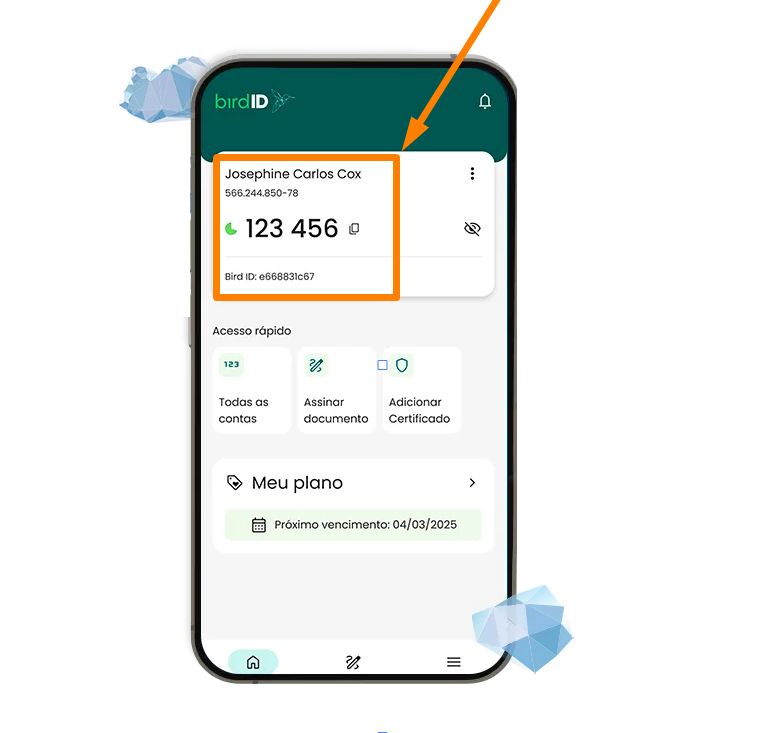 birdID
Josephine Carlos Cox
566.244.850-78
123 456
Bird ID: e668831c67
Acesso rápido
123
Todas as
contas
Assinar
documento
Adicionar
Certificado
Meu plano
Próximo vencimento: 04/03/2025